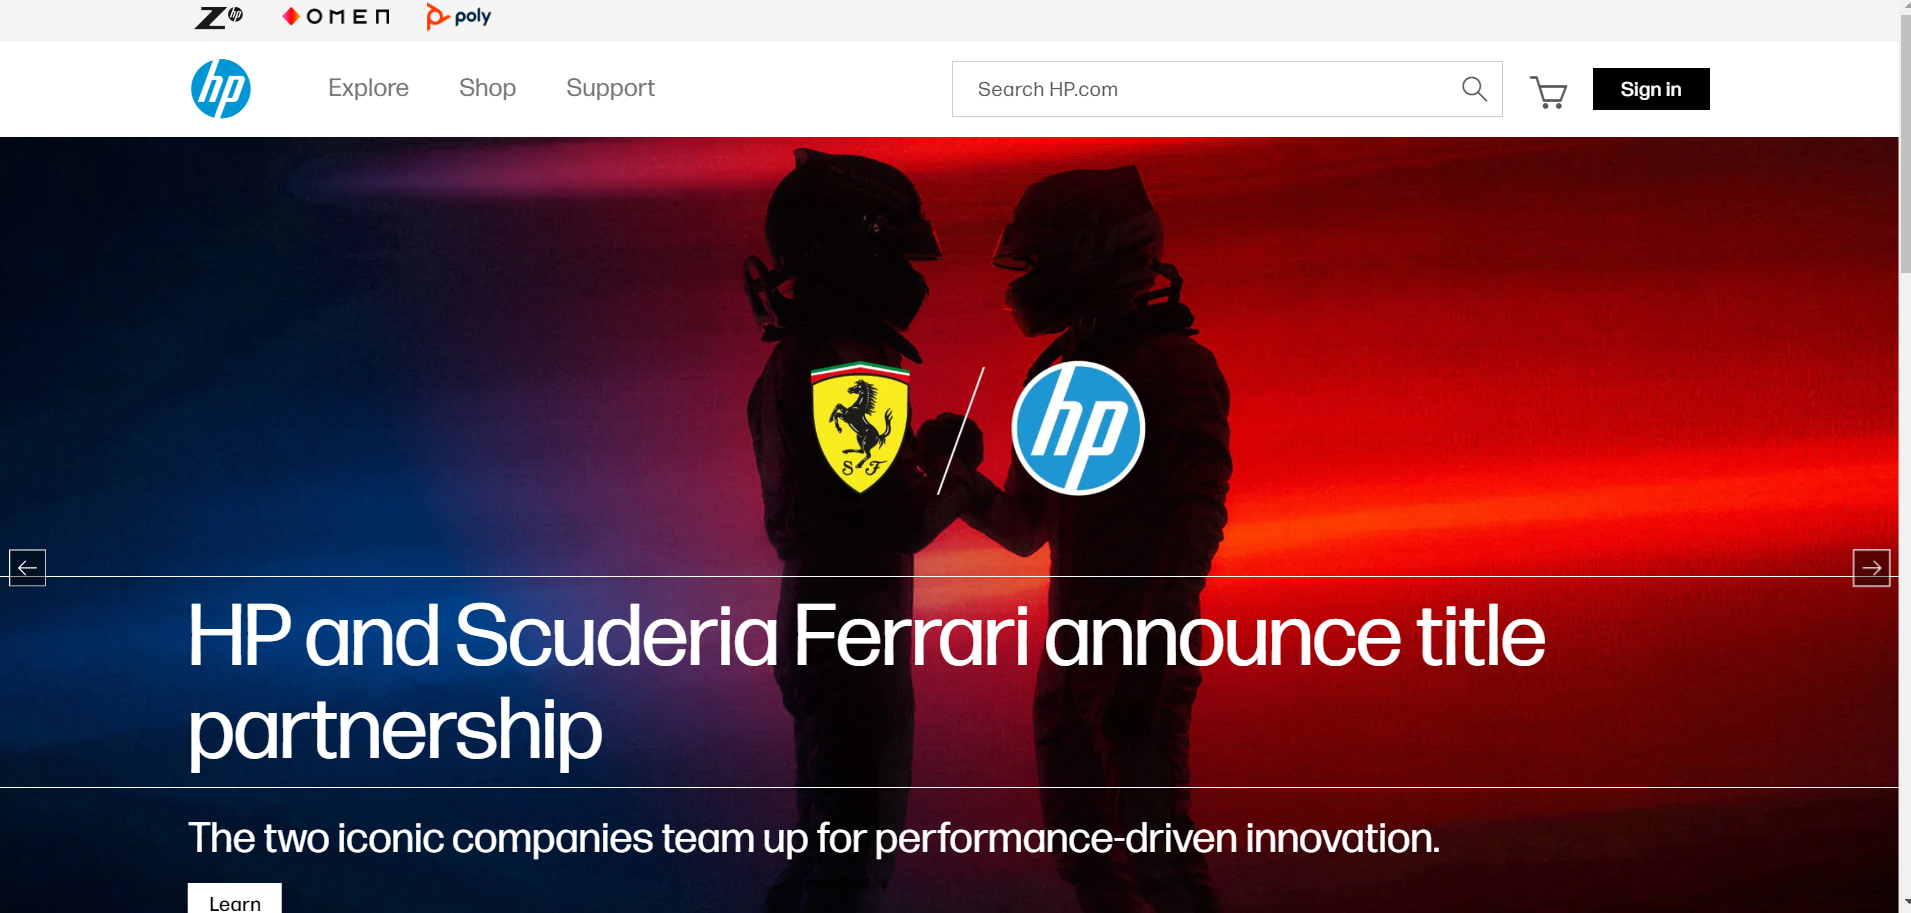 Z hp OMEN poly
hp Explore Shop Support Search HP.com Sign in
S F hp
HP and Scuderia Ferrari announce title
partnership
The two iconic companies team up for performance-driven innovation.
Learn